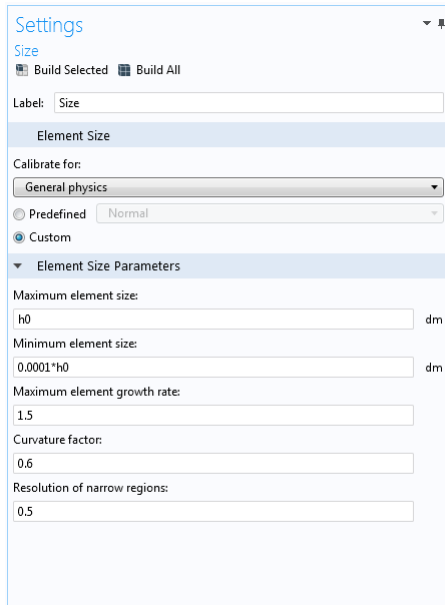 Settings
Size
Build Selected Build All
Label: Size
Element Size
Calibrate for:
General physics
Predefined Normal
Custom
Element Size Parameters
Maximum element size:
h0 dm
Minimum element size:
0.0001*h0 dm
Maximum element growth rate:
1.5
Curvature factor:
0.6
Resolution of narrow regions:
0.5